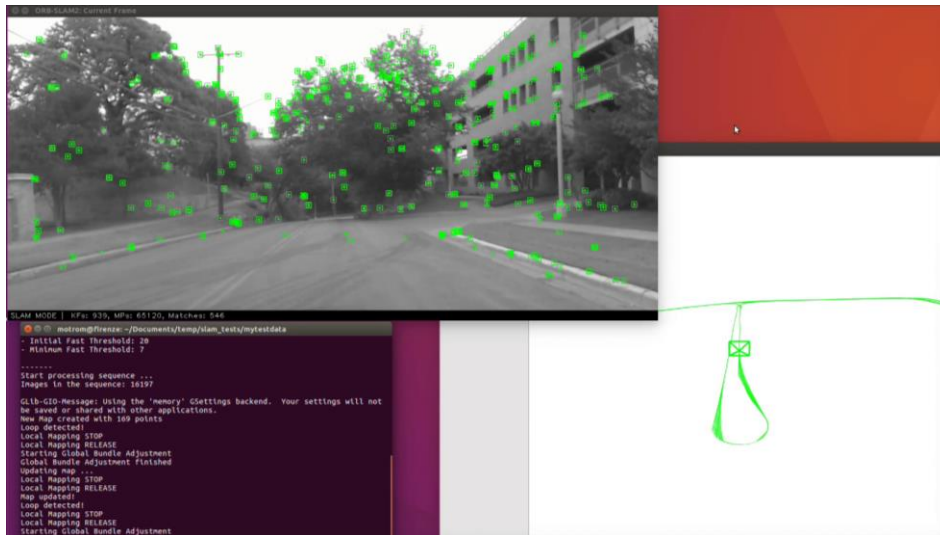 ORB-SLAM2: Current Frame
SLAM MODE | KFs: 939, MPs: 65120, Matches: 546
motrom@firenze: ~/Documents/temp/slam_tests/mytestdata
- Initial Fast Threshold: 20
- Minimum Fast Threshold: 7
-------
Start processing sequence ...
Images in the sequence: 16197
GLib-GIO-Message: Using the 'memory' GSettings backend.  Your settings will not
be saved or shared with other applications.
New Map created with 169 points
Loop detected!
Local Mapping STOP
Local Mapping RELEASE
Starting Global Bundle Adjustment
Global Bundle Adjustment finished
Updating map ...
Local Mapping STOP
Local Mapping RELEASE
Map updated!
Loop detected!
Local Mapping STOP
Local Mapping RELEASE
Starting Global Bundle Adjustment